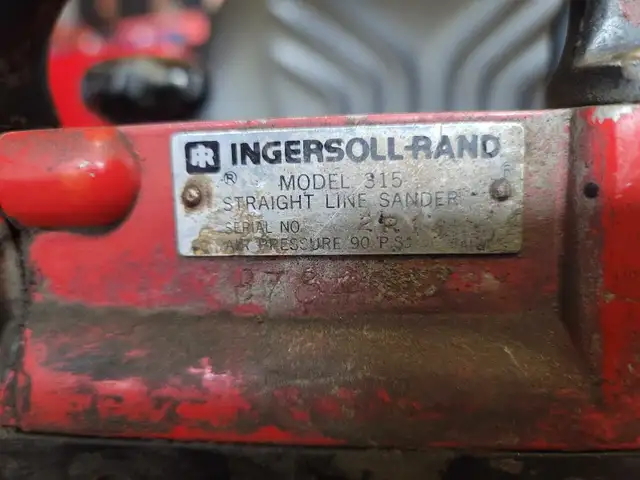 IR INGERSOLL-RAND
® MODEL 315
STRAIGHT LINE SANDER
SERIAL NO.
AIR PRESSURE 90 P.S.I.